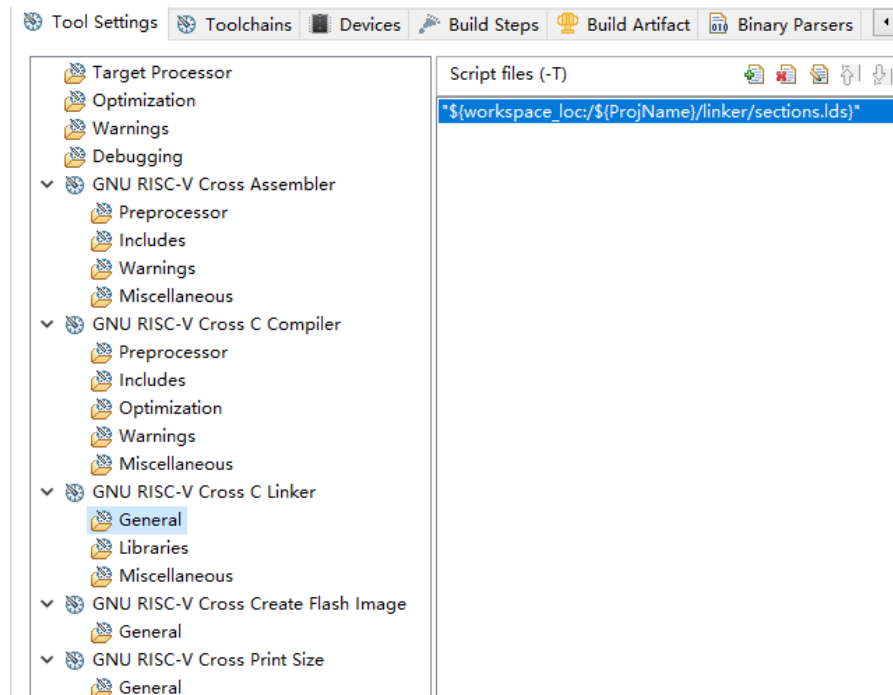 Tool Settings Toolchains Devices Build Steps Build Artifact Binary Parsers
Target Processor
Optimization
Warnings
Debugging
GNU RISC-V Cross Assembler
Preprocessor
Includes
Warnings
Miscellaneous
GNU RISC-V Cross C Compiler
Preprocessor
Includes
Optimization
Warnings
Miscellaneous
GNU RISC-V Cross C Linker
General
Libraries
Miscellaneous
GNU RISC-V Cross Create Flash Image
General
GNU RISC-V Cross Print Size
General
Script files (-T)
"${workspace_loc:/${ProjName}/linker/sections.lds}"